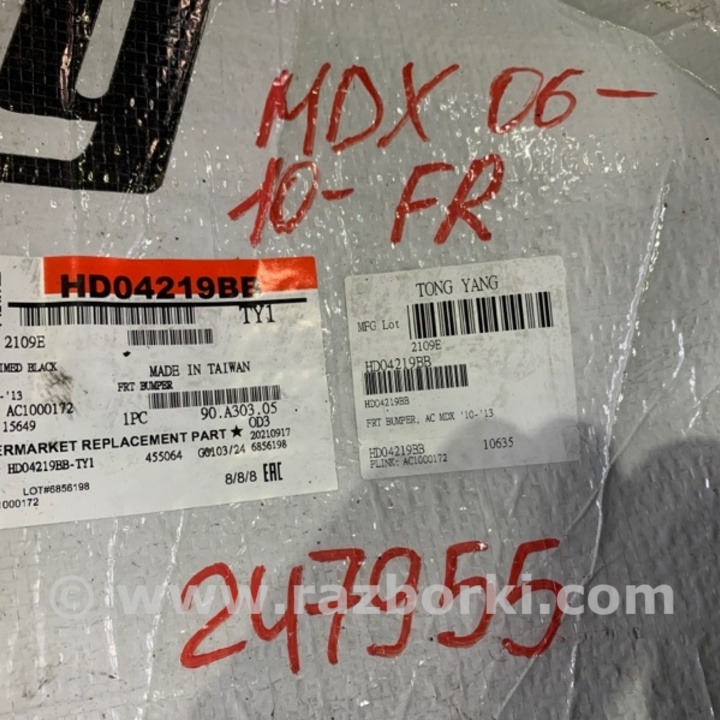 MDX 06-
10- FR
HD04219BB
TY1
2109E
IMED BLACK
MADE IN TAIWAN
FRT BUMPER
-'13
AC1000172
1PC
90.A303.05
15649
OD3
ERMARKET REPLACEMENT PART ★ 20210917
HD04219BB-TY1 455064 G0103/24 6856198
LOT#6856198
8/8/8 EAC
1000172
TONG YANG
MFG Lot
2109E
HD04219BB
HD04219BB
FRT BUMPER, AC MDX '10-'13
HD04219BB 10635
PLINK: AC1000172
© www.razborki.com
247955